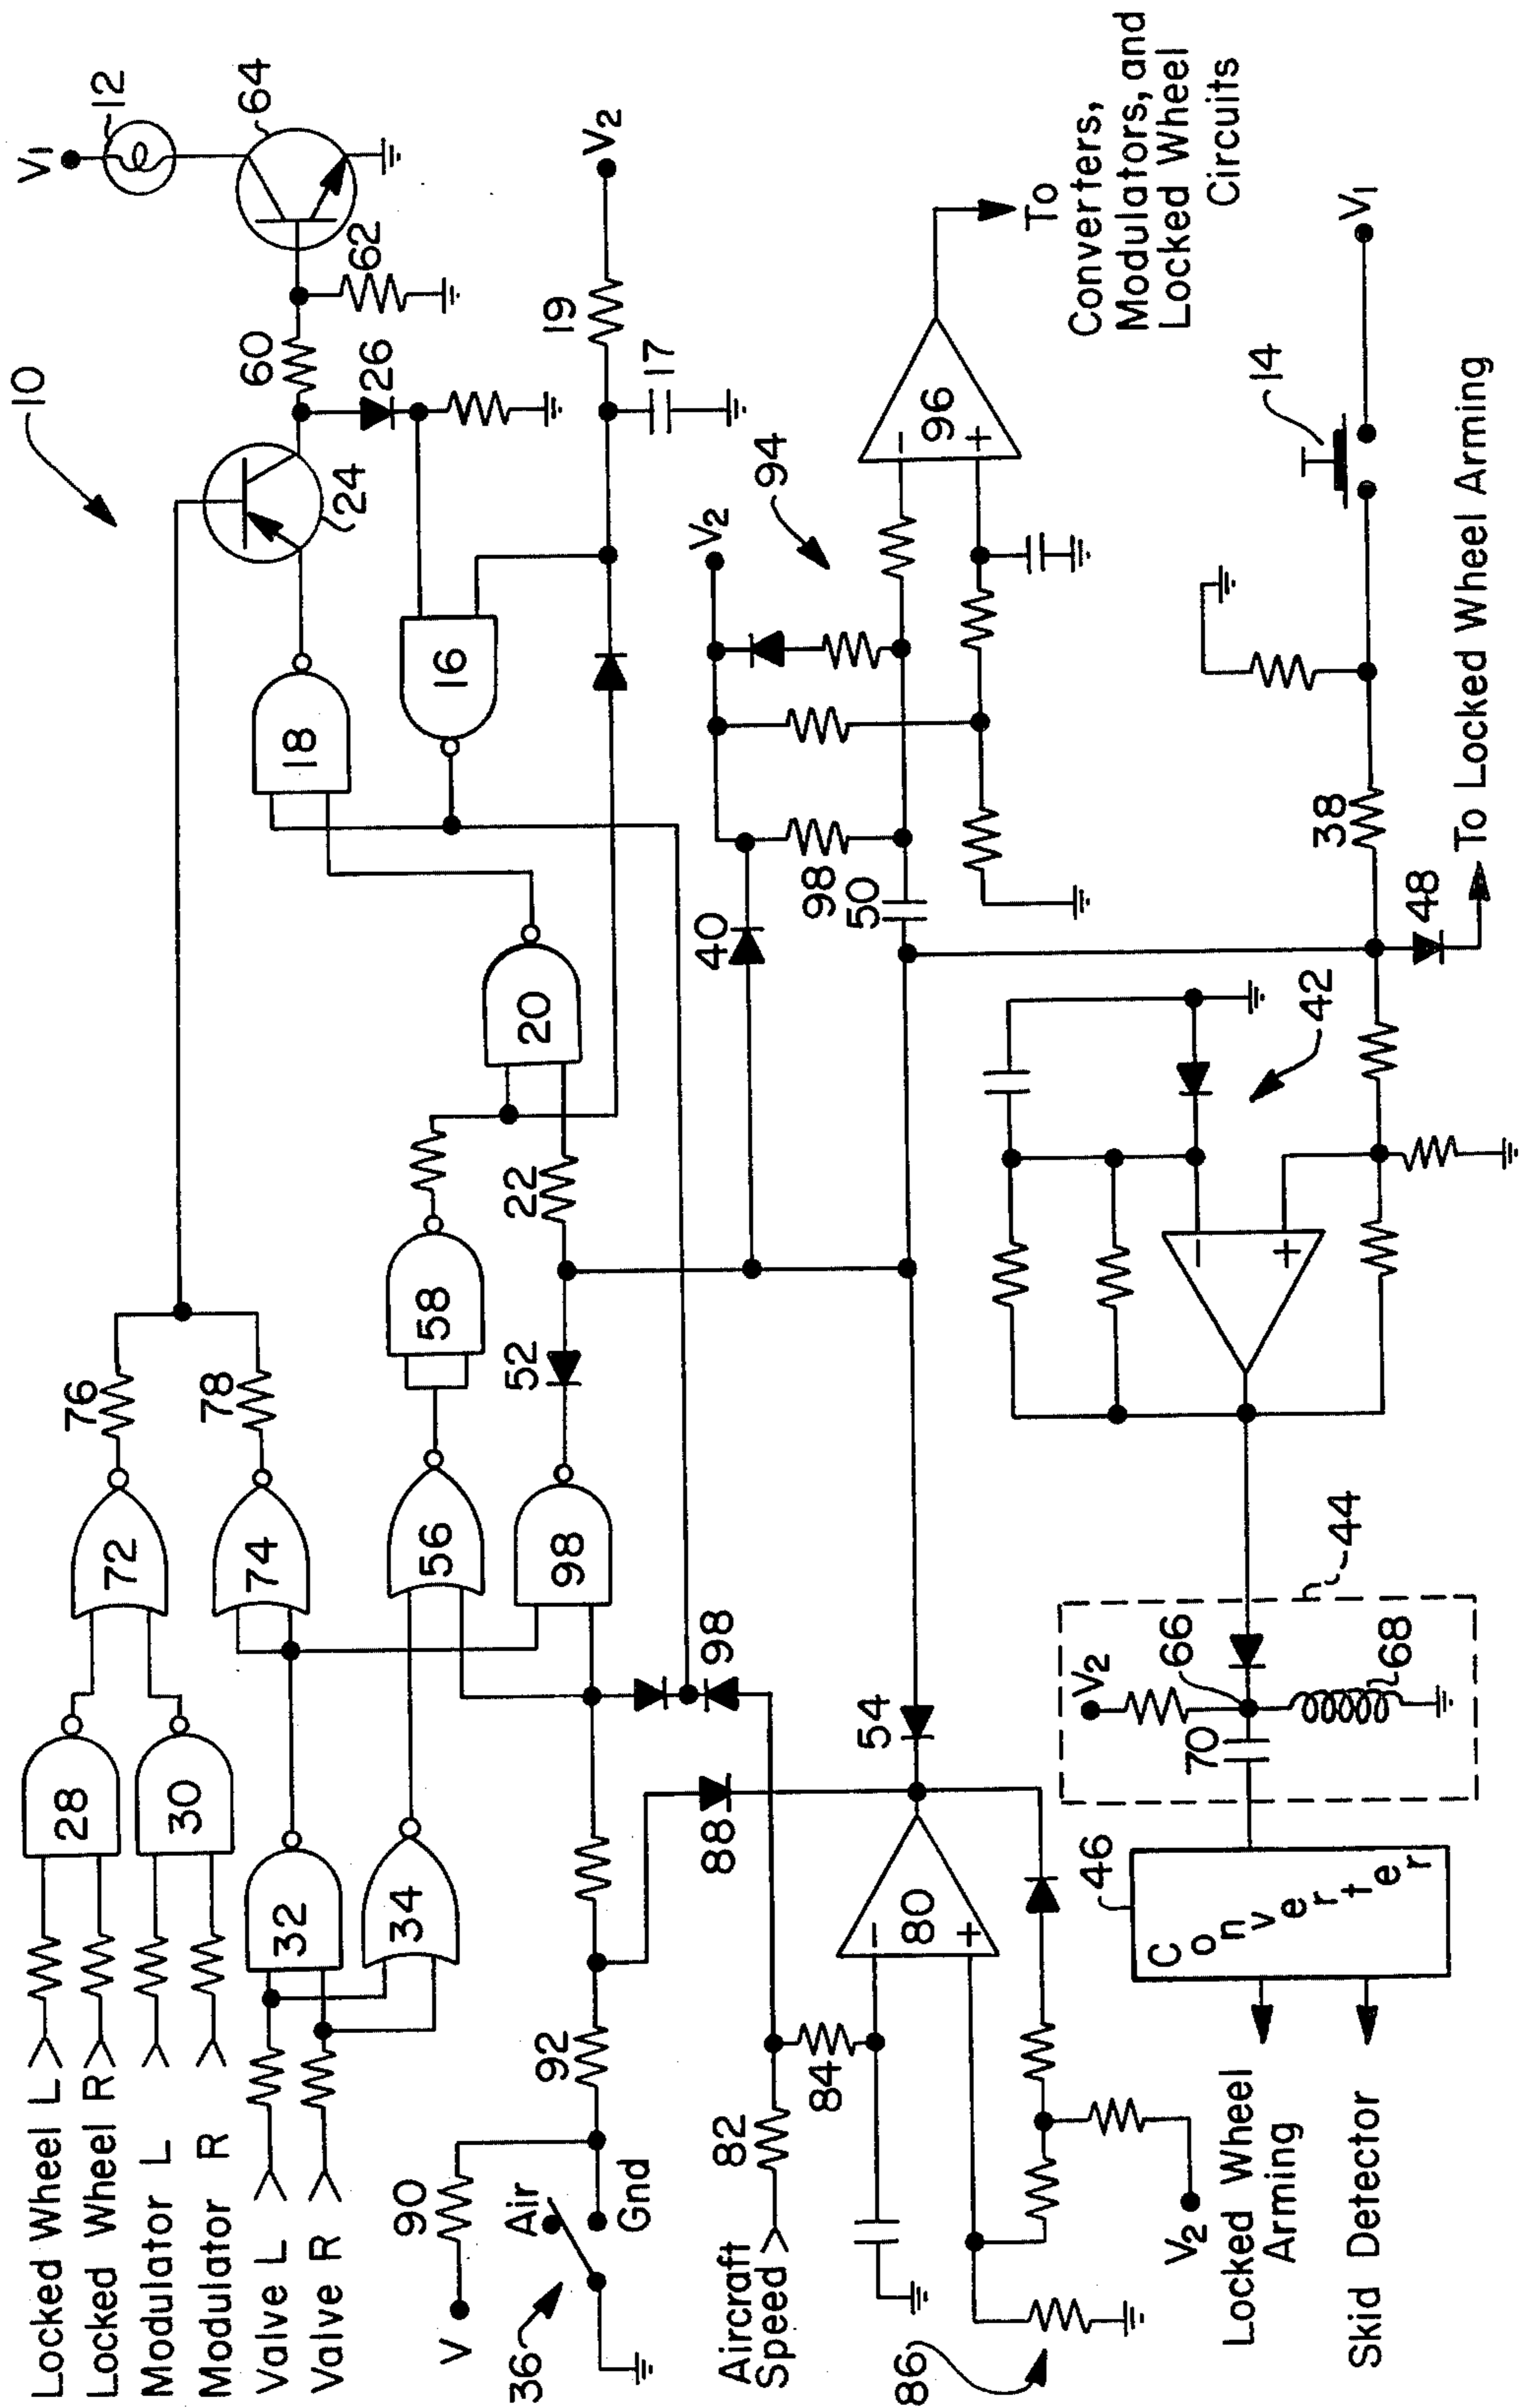 10
V1
12
64
62
60
26
24
V2
19
17
16
18
20
22
58
52
56
98
72
74
76
78
28
30
32
34
Locked Wheel L
Locked Wheel R
Modulator L
Modulator R
Valve L
Valve R
V
90
92
Air
Gnd
36
98
88
54
Aircraft
Speed
82
84
80
-
+
86
V2
94
V2
40
98
50
96
-
+
To
Converters,
Modulators, and
Locked Wheel
Circuits
14
V1
38
48
To Locked Wheel Arming
42
-
+
44
V2
66
68
70
46
Converter
Locked Wheel
Arming
Skid Detector